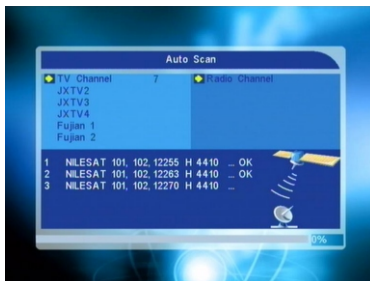 Auto Scan
TV Channel 7 Radio Channel
JXTV2
JXTV3
JXTV4
Fujian 1
Fujian 2
1 NILESAT 101, 102, 12255 H 4410 ... OK
2 NILESAT 101, 102, 12263 H 4410 ... OK
3 NILESAT 101, 102, 12270 H 4410 ...
0%